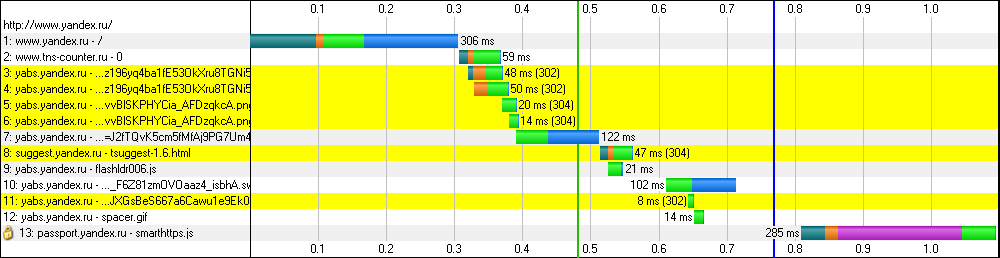 0.1 0.2 0.3 0.4 0.5 0.6 0.7 0.8 0.9 1.0
http://www.yandex.ru/
1: www.yandex.ru - / 306 ms
2: www.tns-counter.ru - 0 59 ms
3: yabs.yandex.ru - ...z196yq4ba1fE53OkXru8TGNi5 48 ms (302)
4: yabs.yandex.ru - ...z196yq4ba1fE53OkXru8TGNi5 50 ms (302)
5: yabs.yandex.ru - ...vvBISKPHYCia_AFDzqkcA.png 20 ms (304)
6: yabs.yandex.ru - ...vvBISKPHYCia_AFDzqkcA.png 14 ms (304)
7: yabs.yandex.ru - ...=J2fTQvK5cm5fMfAj9PG7Um4 122 ms
8: suggest.yandex.ru - tsuggest-1.6.html 47 ms (304)
9: yabs.yandex.ru - flashldr006.js 21 ms
10: yabs.yandex.ru - ..._F6Z81zmOVOaaz4_isbhA.sw 102 ms
11: yabs.yandex.ru - ...JXGsBeS667a6Cawu1e9Ek0 8 ms (302)
12: yabs.yandex.ru - spacer.gif 14 ms
13: passport.yandex.ru - smarthttps.js 285 ms
0.1 0.2 0.3 0.4 0.5 0.6 0.7 0.8 0.9 1.0